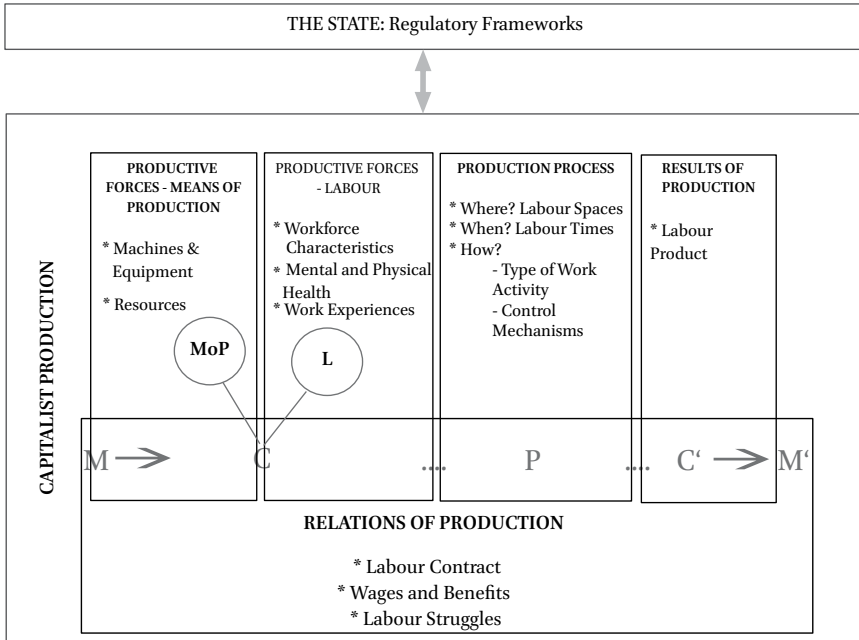 THE STATE: Regulatory Frameworks
CAPITALIST PRODUCTION
PRODUCTIVE
FORCES - MEANS OF
PRODUCTION
* Machines &
Equipment
* Resources
MoP
PRODUCTIVE FORCES
- LABOUR
* Workforce
Characteristics
* Mental and Physical
Health
* Work Experiences
L
PRODUCTION PROCESS
* Where? Labour Spaces
* When? Labour Times
* How?
- Type of Work
Activity
- Control
Mechanisms
RESULTS OF
PRODUCTION
* Labour
Product
M → C .... P .... C‘ → M‘
RELATIONS OF PRODUCTION
* Labour Contract
* Wages and Benefits
* Labour Struggles